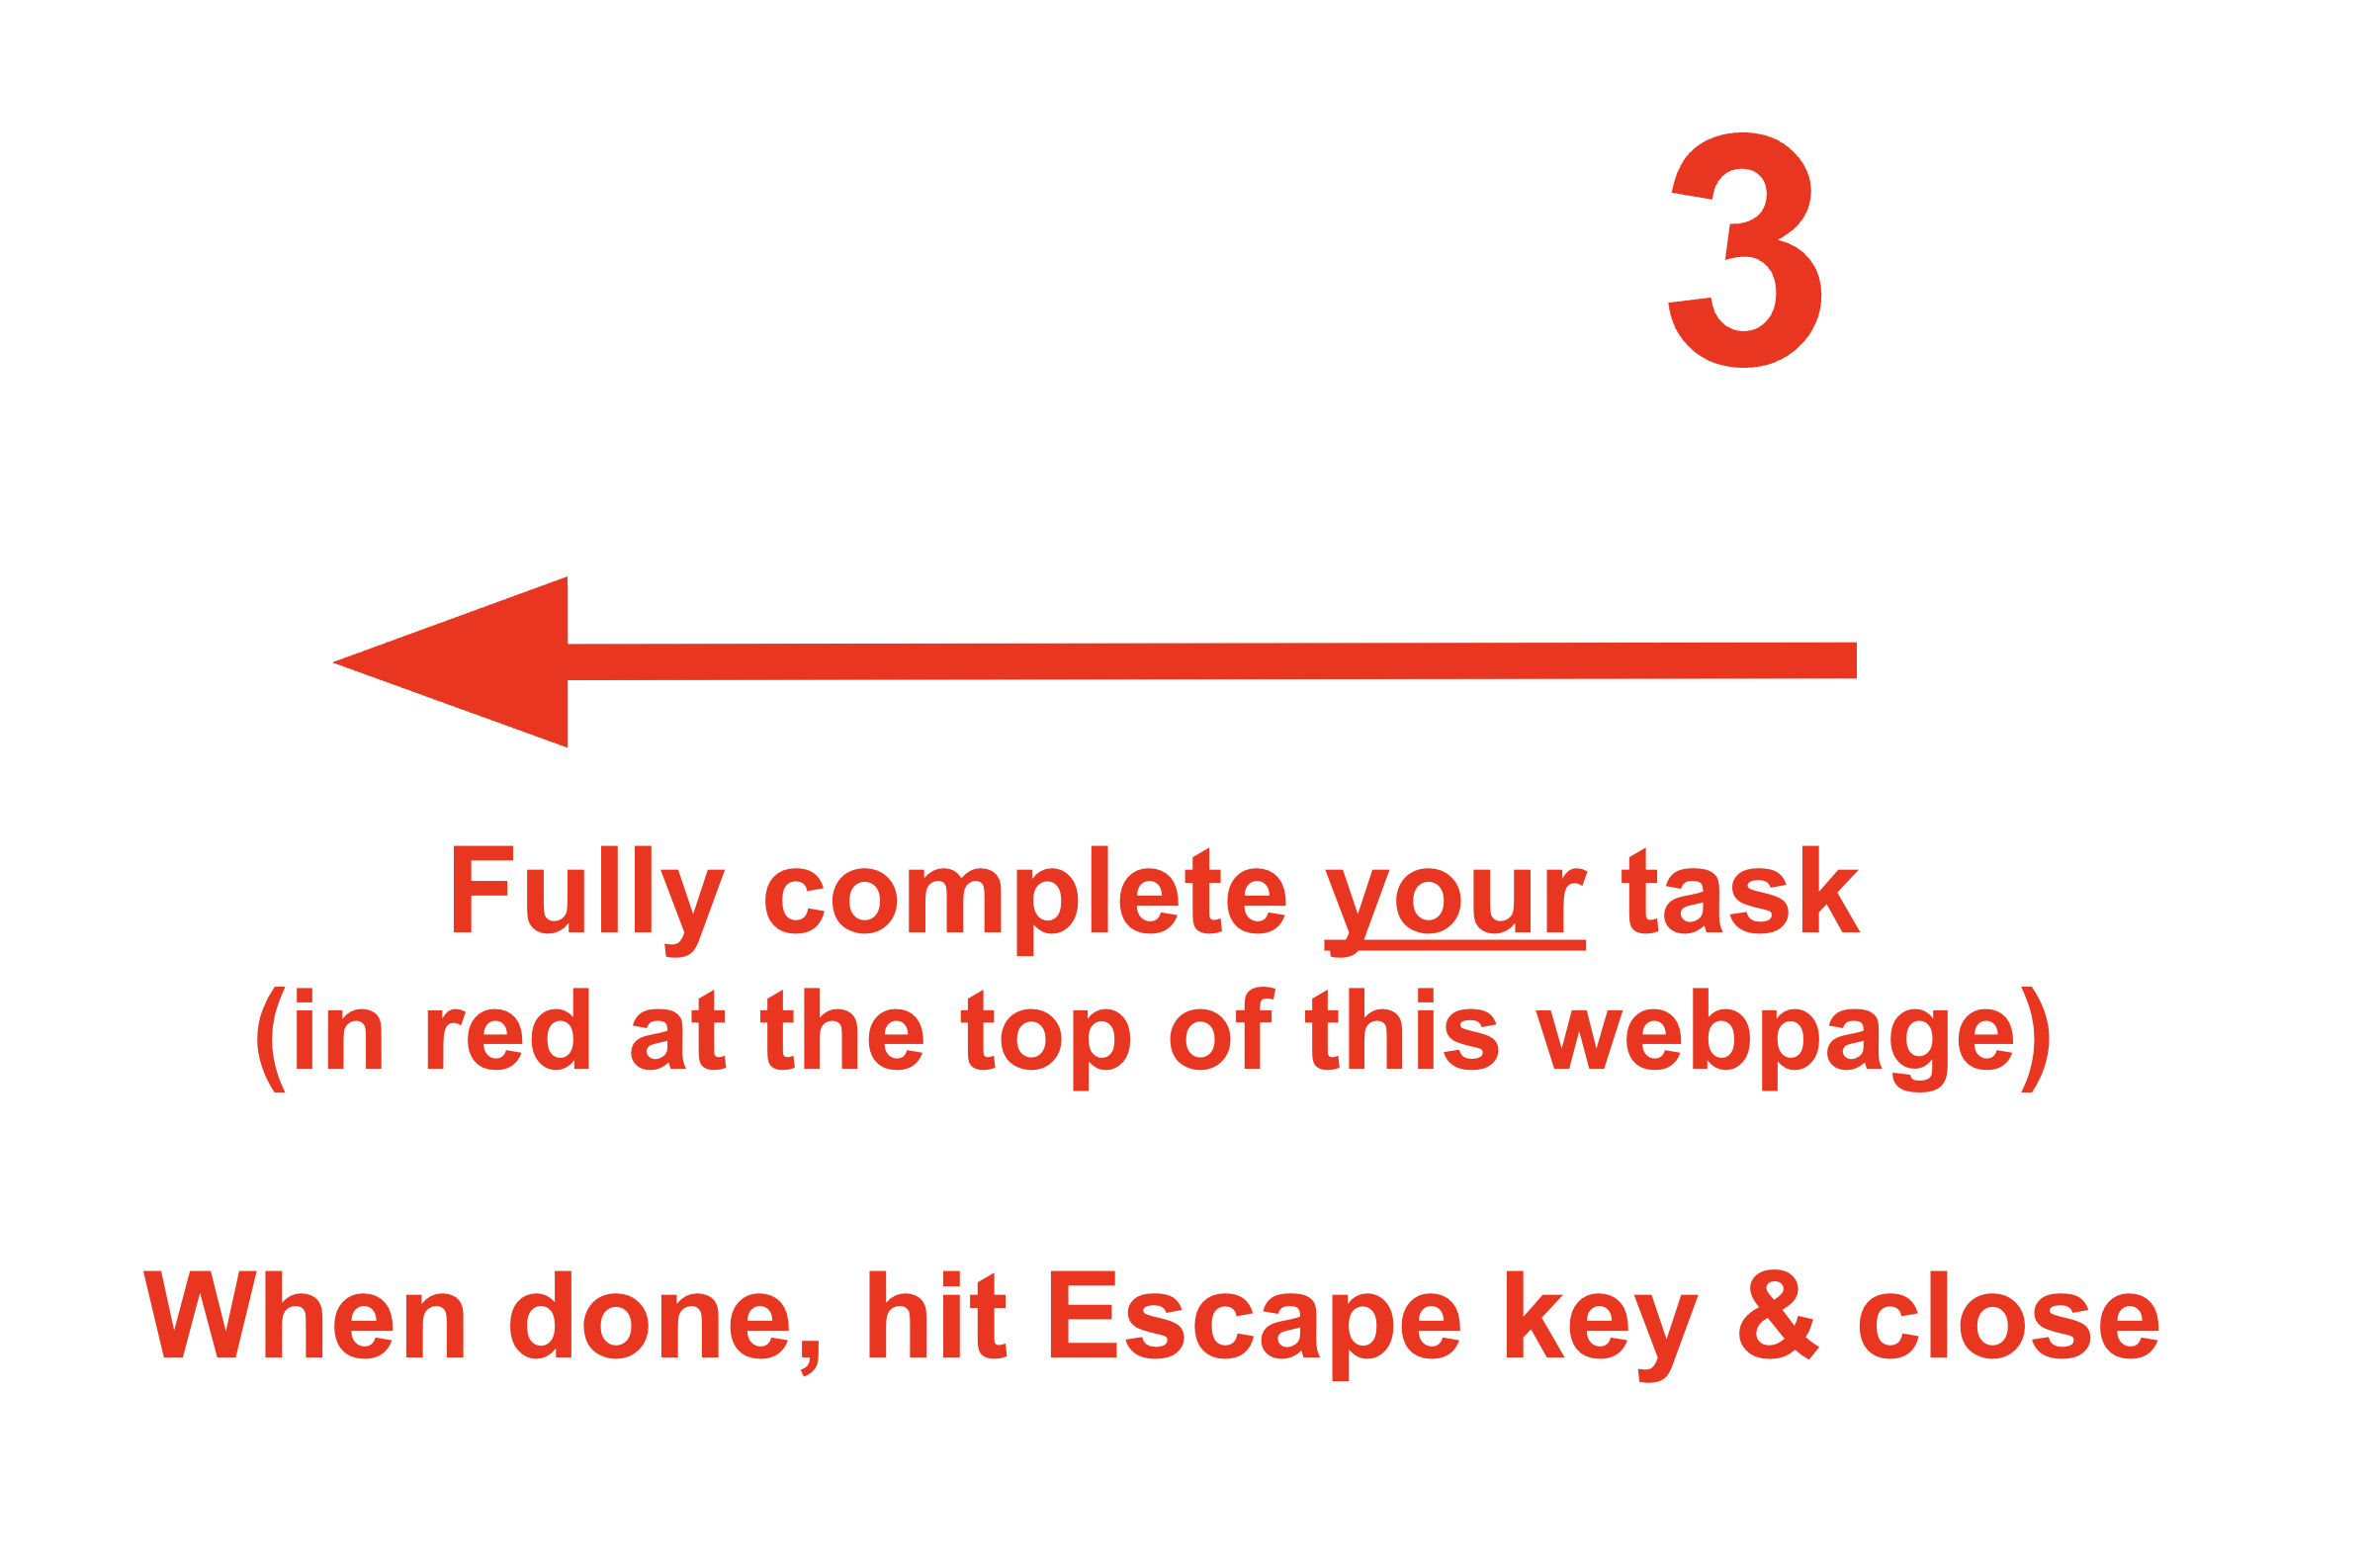 3
Fully complete your task
(in red at the top of this webpage)
When done, hit Escape key & close